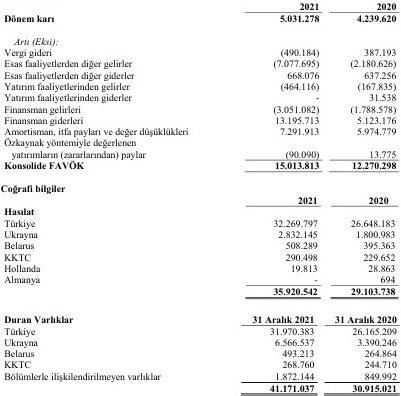 2021 2020
Dönem karı 5.031.278 4.239.620
Artı (Eksi):
Vergi gideri (490.184) 387.193
Esas faaliyetlerden diğer gelirler (7.077.695) (2.180.626)
Esas faaliyetlerden diğer giderler 668.076 637.256
Yatırım faaliyetlerinden gelirler (464.116) (167.835)
Yatırım faaliyetlerinden giderler - 31.538
Finansman gelirleri (3.051.082) (1.788.578)
Finansman giderleri 13.195.713 5.123.176
Amortisman, itfa payları ve değer düşüklükleri 7.291.913 5.974.779
Özkaynak yöntemiyle değerlenen
yatırımların (zararlarından) paylar (90.090) 13.775
Konsolide FAVÖK 15.013.813 12.270.298
Coğrafi bilgiler
2021 2020
Hasılat
Türkiye 32.269.797 26.648.183
Ukrayna 2.832.145 1.800.983
Belarus 508.289 395.363
KKTC 290.498 229.652
Hollanda 19.813 28.863
Almanya - 694
35.920.542 29.103.738
Duran Varlıklar 31 Aralık 2021 31 Aralık 2020
Türkiye 31.970.383 26.165.209
Ukrayna 6.566.537 3.390.246
Belarus 493.213 264.864
KKTC 268.760 244.710
Bölümlerle ilişkilendirilmeyen varlıklar 1.872.144 849.992
41.171.037 30.915.021